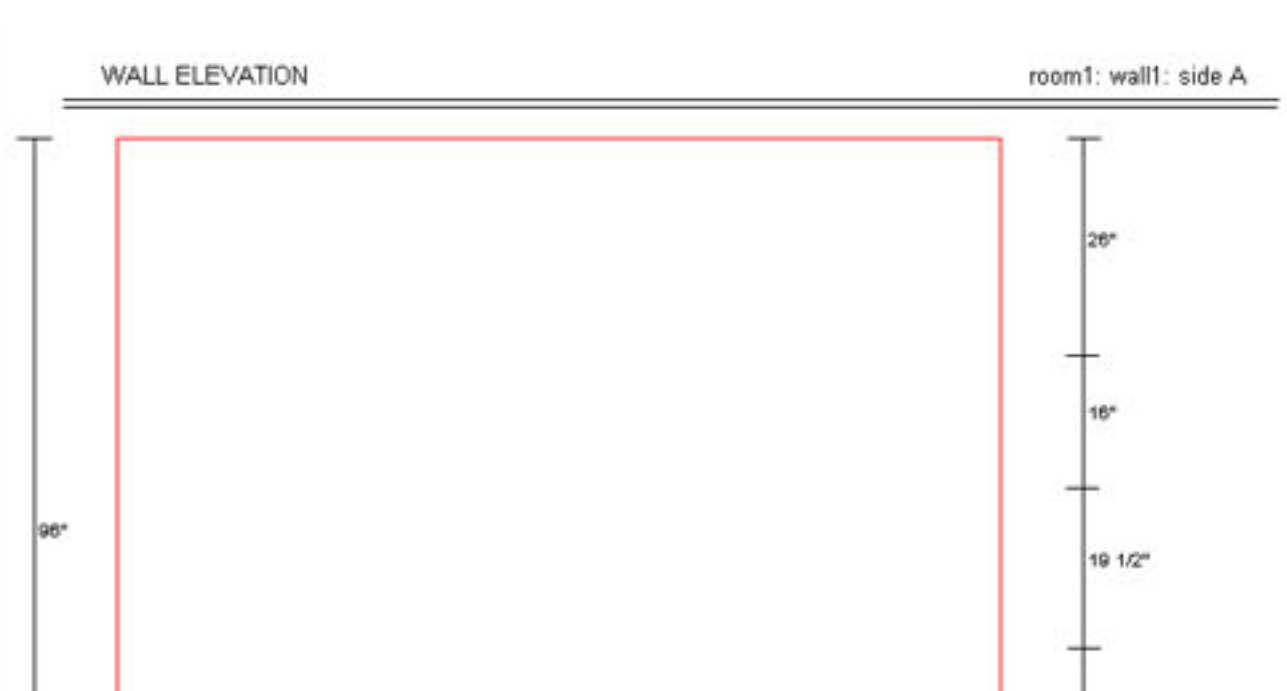 WALL ELEVATION
room1: wall1: side A
26"
16"
96"
19 1/2"